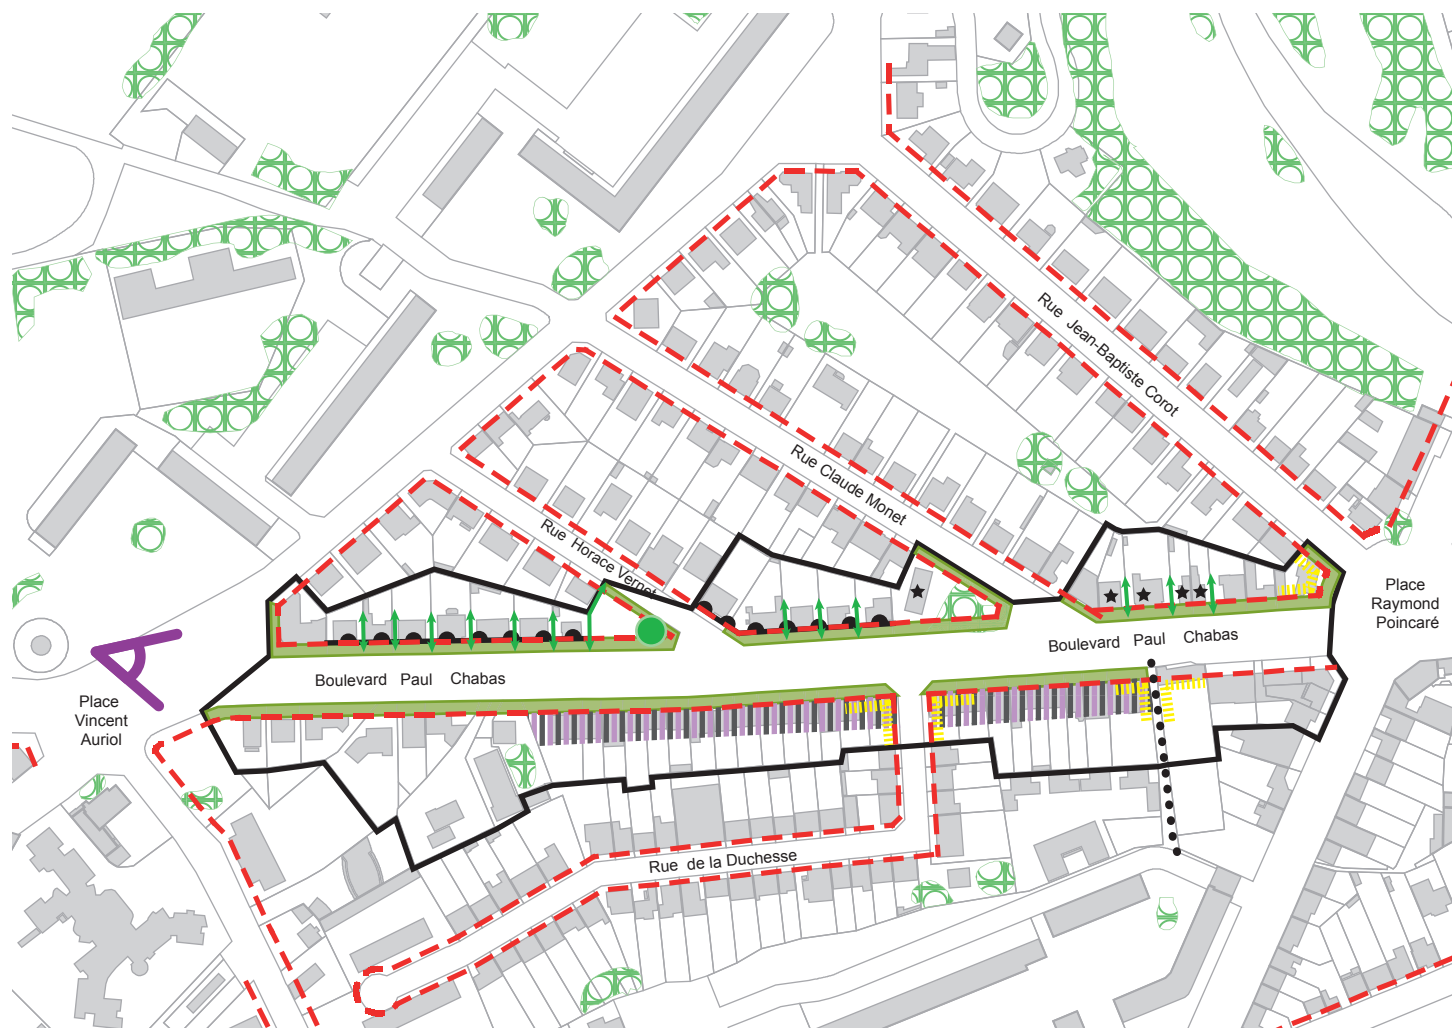 Rue Jean-Baptiste Corot
Rue Claude Monet
Rue Horace Vernet
Place
Raymond
Poincaré
Boulevard Paul Chabas
Boulevard Paul Chabas
Place
Vincent
Auriol
Rue de la Duchesse